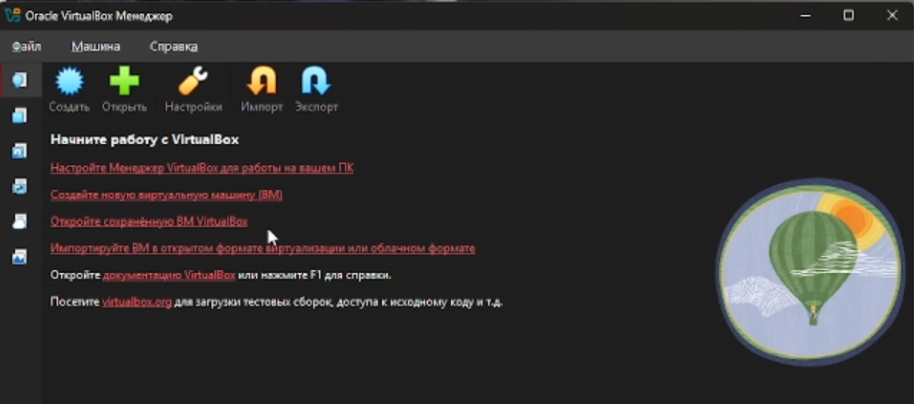 Oracle VirtualBox Менеджер
Файл Машина Справка
Создать Открыть Настройки Импорт Экспорт
Начните работу с VirtualBox
Настройте Менеджер VirtualBox для работы на вашем ПК
Создайте новую виртуальную машину (ВМ)
Откройте сохранённую ВМ VirtualBox
Импортируйте ВМ в открытом формате виртуализации или облачном формате
Откройте документацию VirtualBox или нажмите F1 для справки.
Посетите virtualbox.org для загрузки тестовых сборок, доступа к исходному коду и т.д.